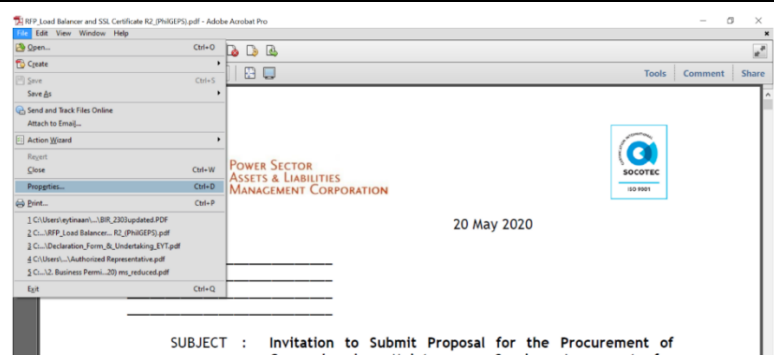 RFP_Load Balancer and SSL Certificate R2_(PhilGEPS).pdf - Adobe Acrobat Pro
File Edit View Window Help
Open... Ctrl+O
Create
Save Ctrl+S
Save As
Send and Track Files Online
Attach to Email...
Action Wizard
Revert
Close Ctrl+W
Properties... Ctrl+D
Print... Ctrl+P
1 C:\Users\eytinaan\...\BIR_2303updated.PDF
2 C:...\RFP_Load Balancer... R2_(PhilGEPS).pdf
3 C:...\Declaration_Form_&_Undertaking_EYT.pdf
4 C:\Users\...\Authorized Representative.pdf
5 C:...\2. Business Permi...20) ms_reduced.pdf
Exit Ctrl+Q
Tools Comment Share
POWER SECTOR
ASSETS & LIABILITIES
MANAGEMENT CORPORATION
SOCOTEC
ISO 9001
20 May 2020
SUBJECT : Invitation to Submit Proposal for the Procurement of